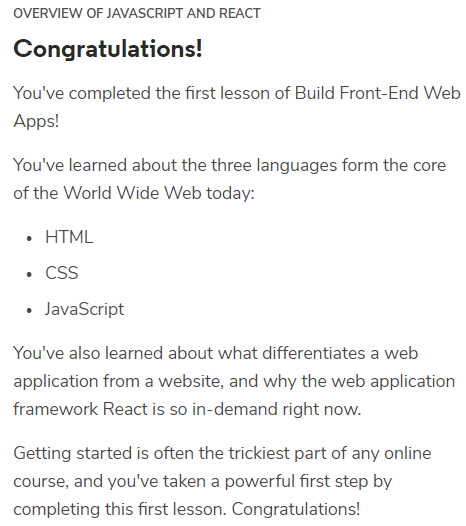 OVERVIEW OF JAVASCRIPT AND REACT
Congratulations!
You've completed the first lesson of Build Front-End Web
Apps!
You've learned about the three languages form the core
of the World Wide Web today:
• HTML
• CSS
• JavaScript
You've also learned about what differentiates a web
application from a website, and why the web application
framework React is so in-demand right now.
Getting started is often the trickiest part of any online
course, and you've taken a powerful first step by
completing this first lesson. Congratulations!